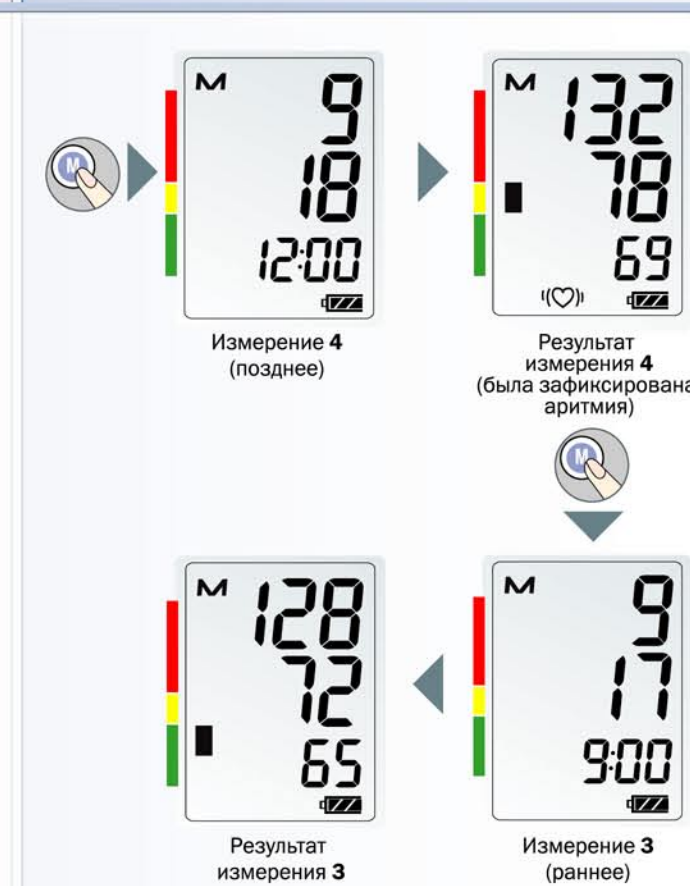 M
M
9
18
12:00
Измерение 4
(позднее)
M
132
78
69
Результат
измерения 4
(была зафиксирована
аритмия)
M
M
9
17
9:00
Измерение 3
(раннее)
M
128
72
65
Результат
измерения 3